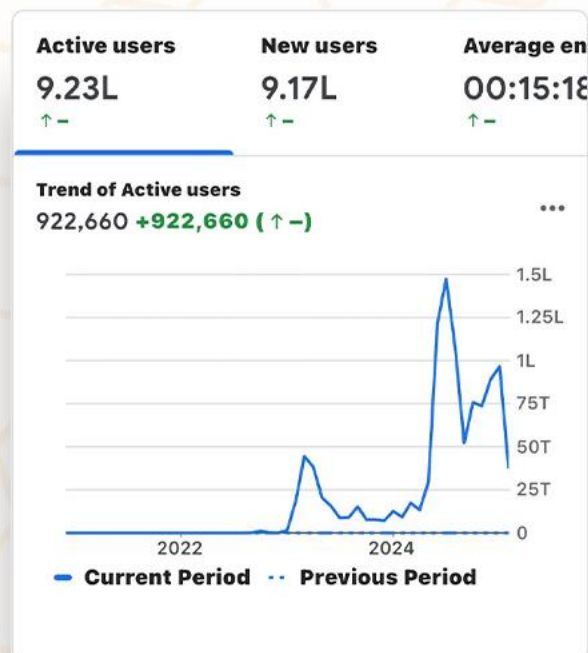 Active users
9.23L
↑ –
New users
9.17L
↑ –
Average en
00:15:18
↑ –
Trend of Active users
922,660 +922,660 ( ↑ –)
1.5L
1.25L
1L
75T
50T
25T
0
2022 2024
Current Period Previous Period